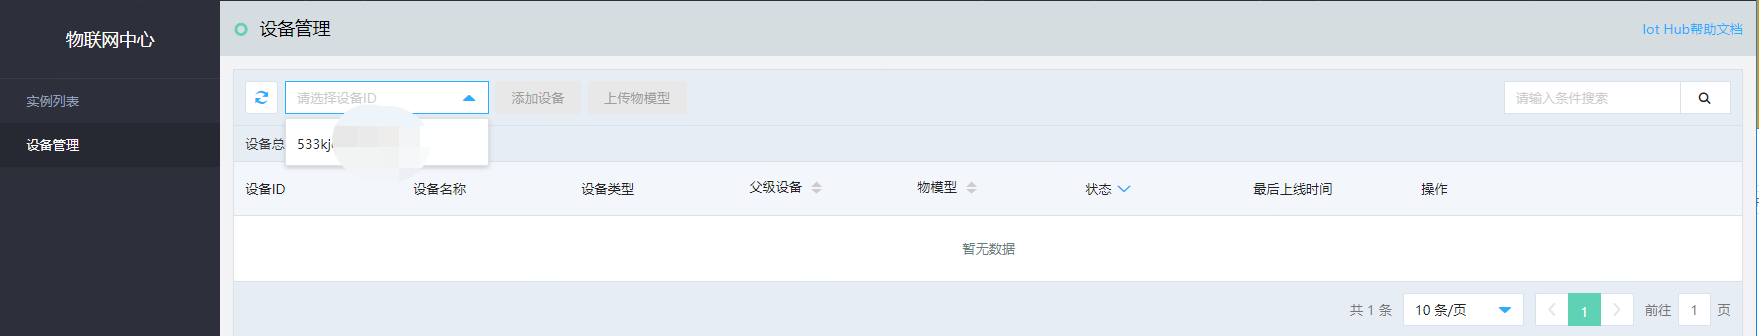 物联网中心
实例列表
设备管理
设备管理
Iot Hub帮助文档
请选择设备ID
添加设备
上传物模型
请输入条件搜索
设备总
533kj
设备ID
设备名称
设备类型
父级设备
物模型
状态
最后上线时间
操作
暂无数据
共 1 条
10 条/页
1
前往
1
页